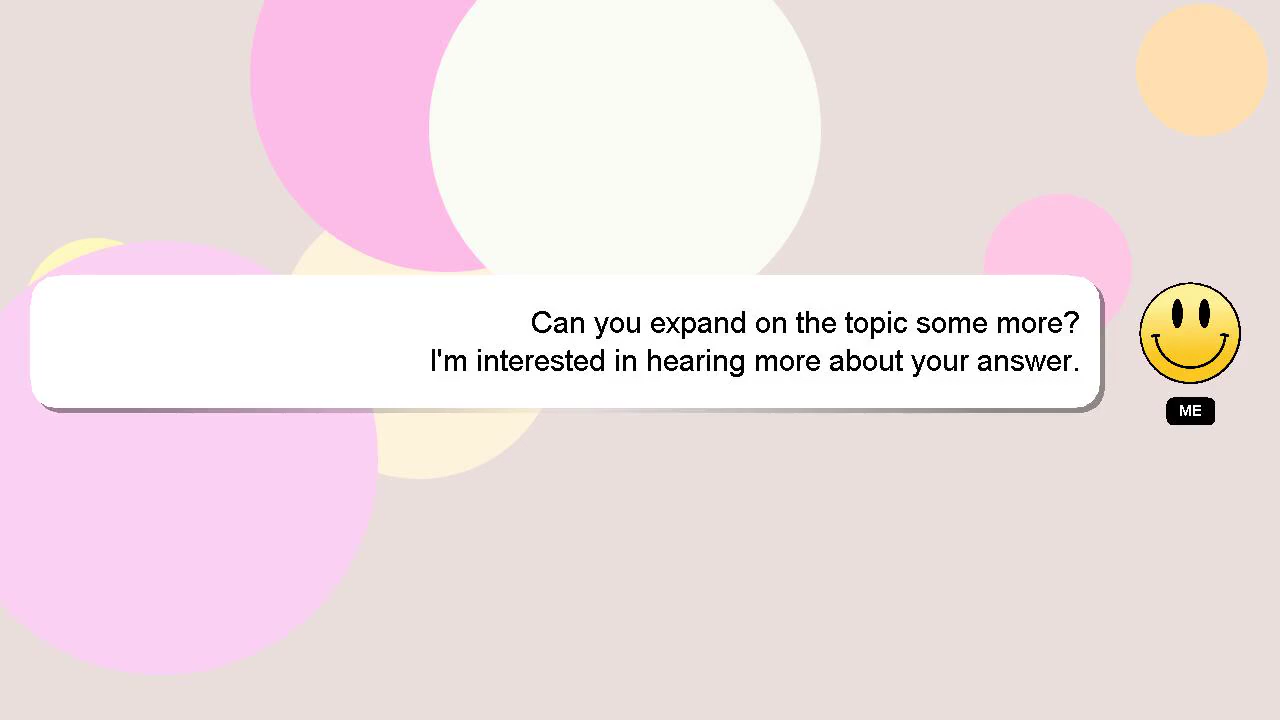 Can you expand on the topic some more?
I'm interested in hearing more about your answer.
ME